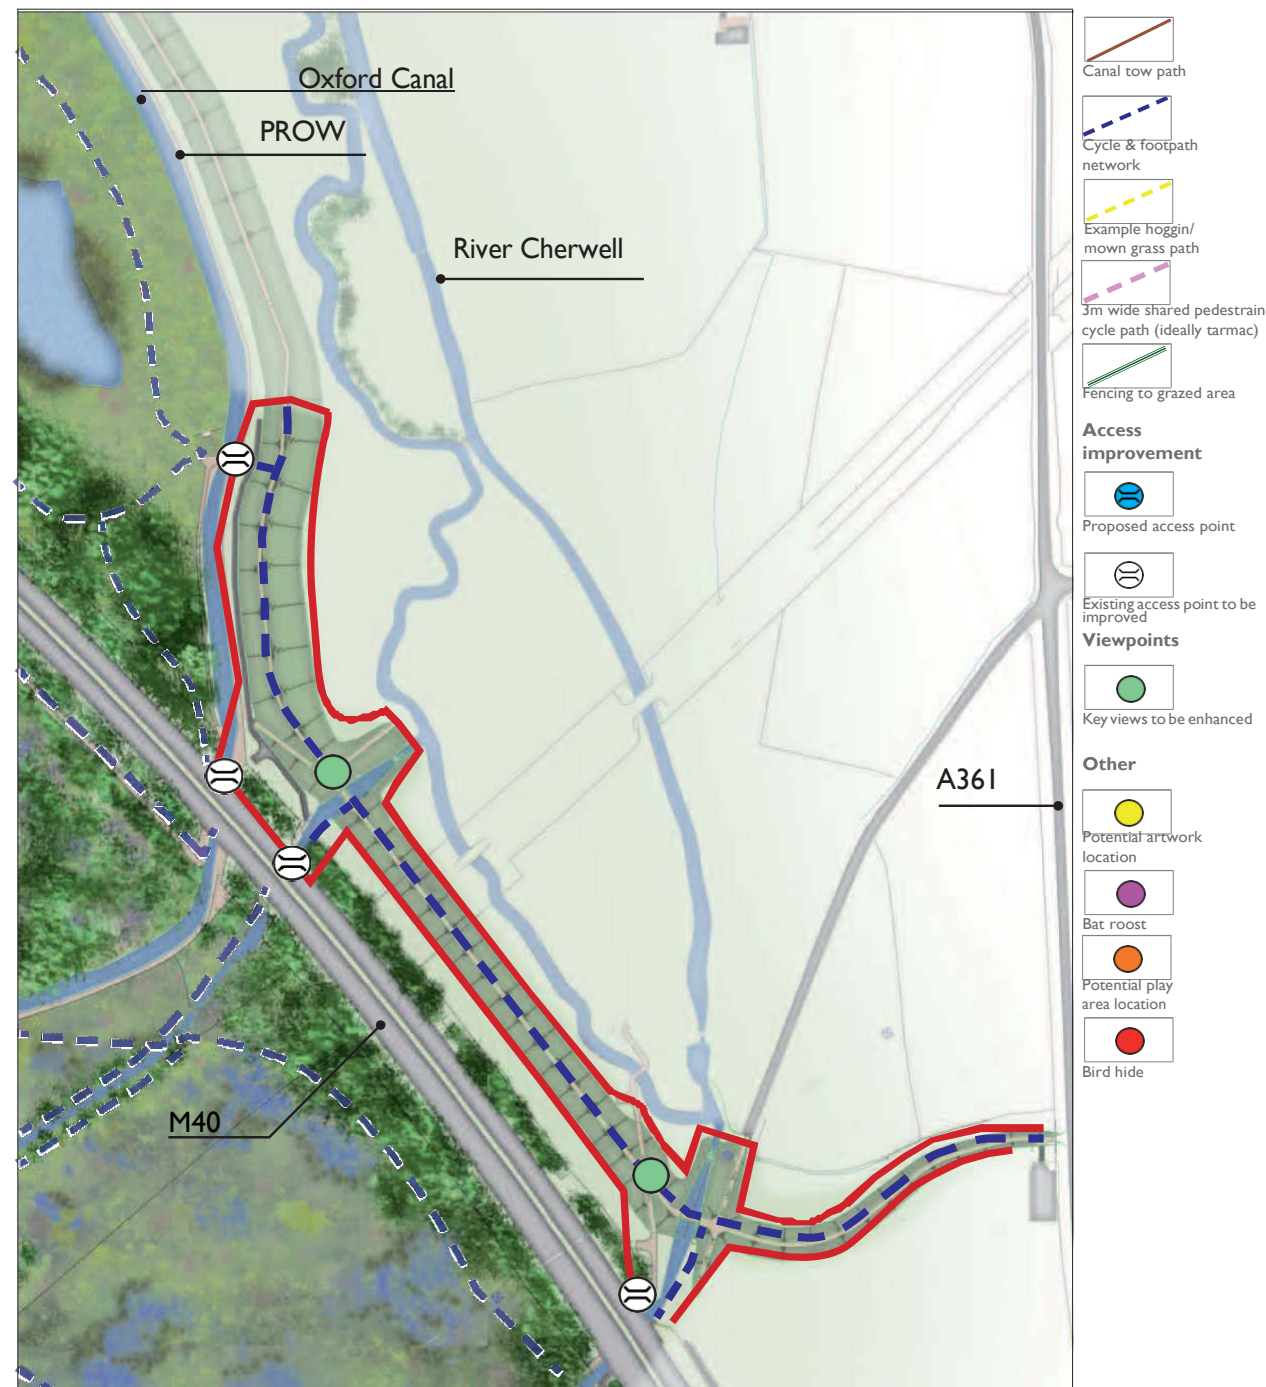 Oxford Canal
PROW
River Cherwell
A361
M40
Canal tow path
Cycle & footpath
network
Example hoggin/
mown grass path
3m wide shared pedestrain
cycle path (ideally tarmac)
Fencing to grazed area
Access
improvement
Proposed access point
Existing access point to be
improved
Viewpoints
Key views to be enhanced
Other
Potential artwork
location
Bat roost
Potential play
area location
Bird hide